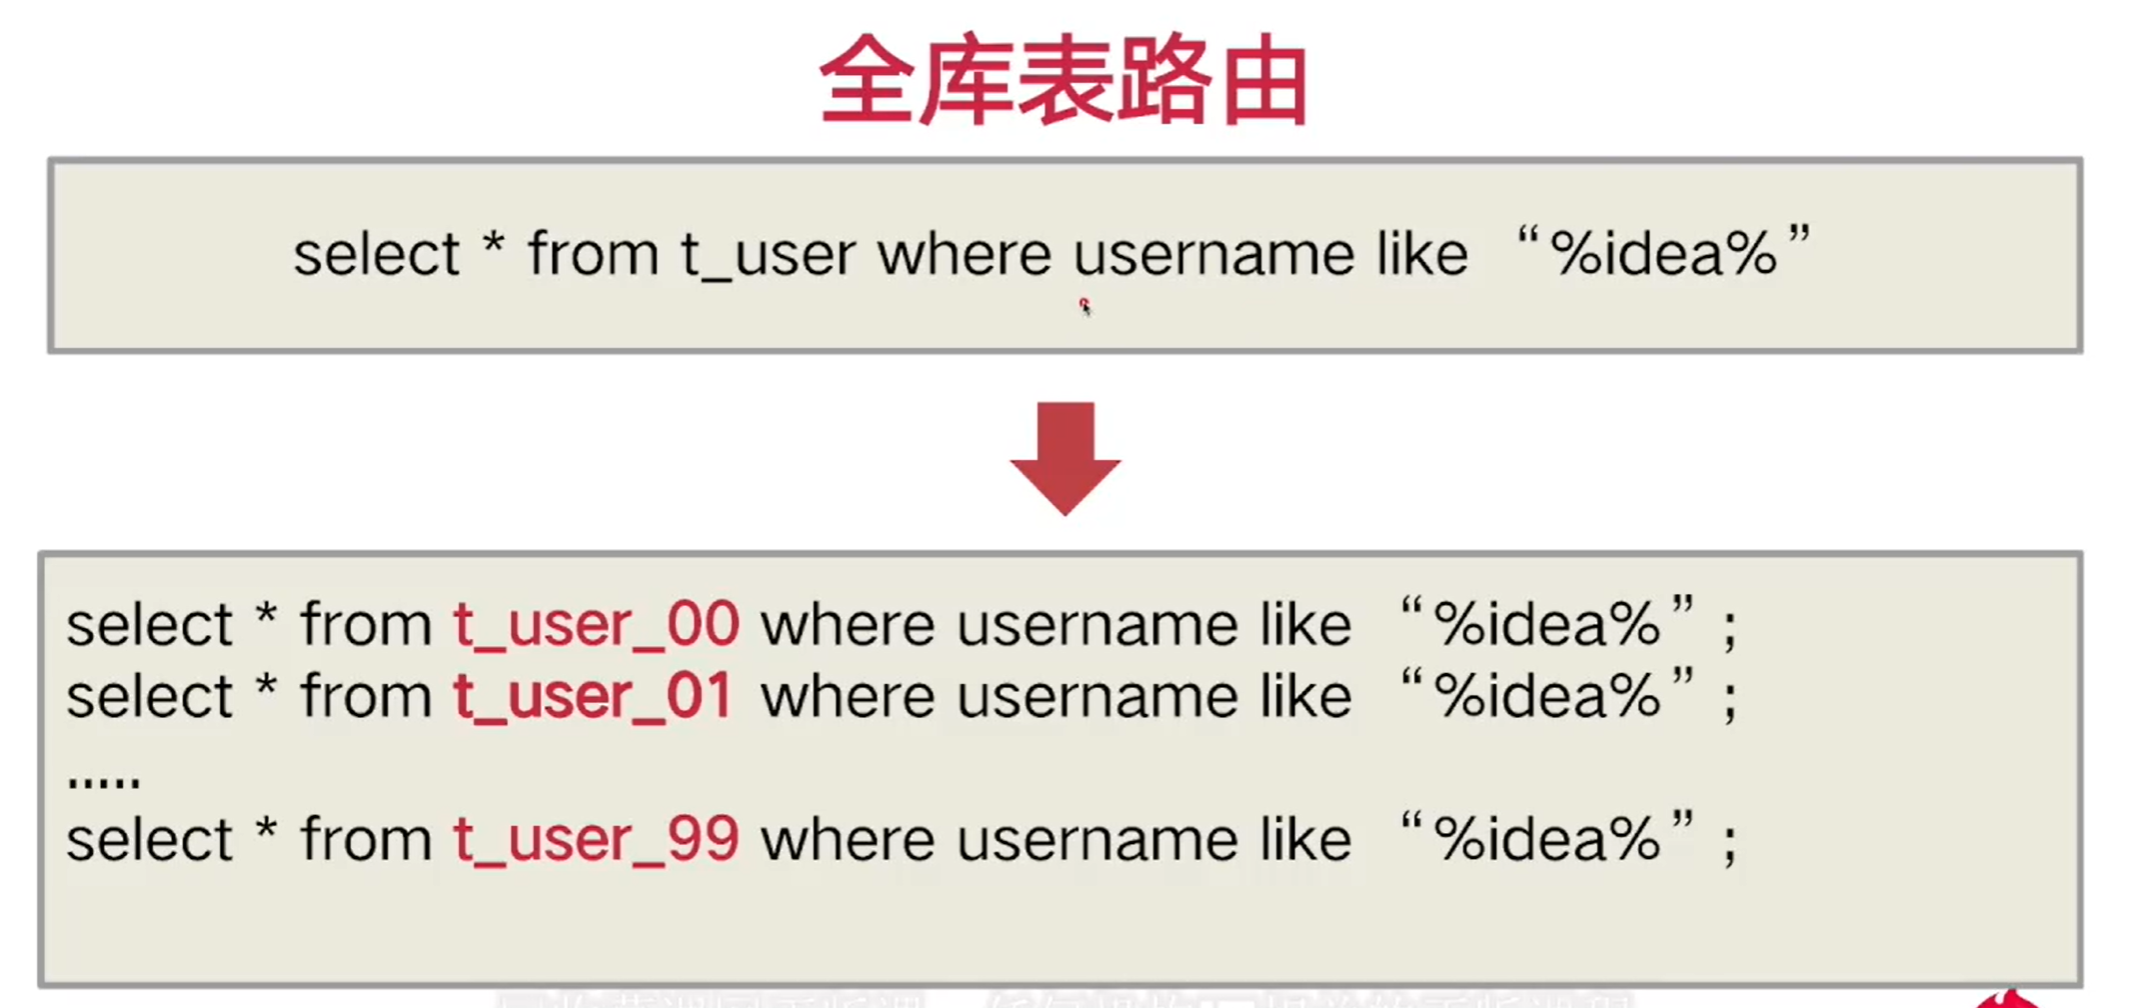 全库表路由
select * from t_user where username like “%idea%”
select * from t_user_00 where username like “%idea%” ;
select * from t_user_01 where username like “%idea%” ;
.....
select * from t_user_99 where username like “%idea%” ;